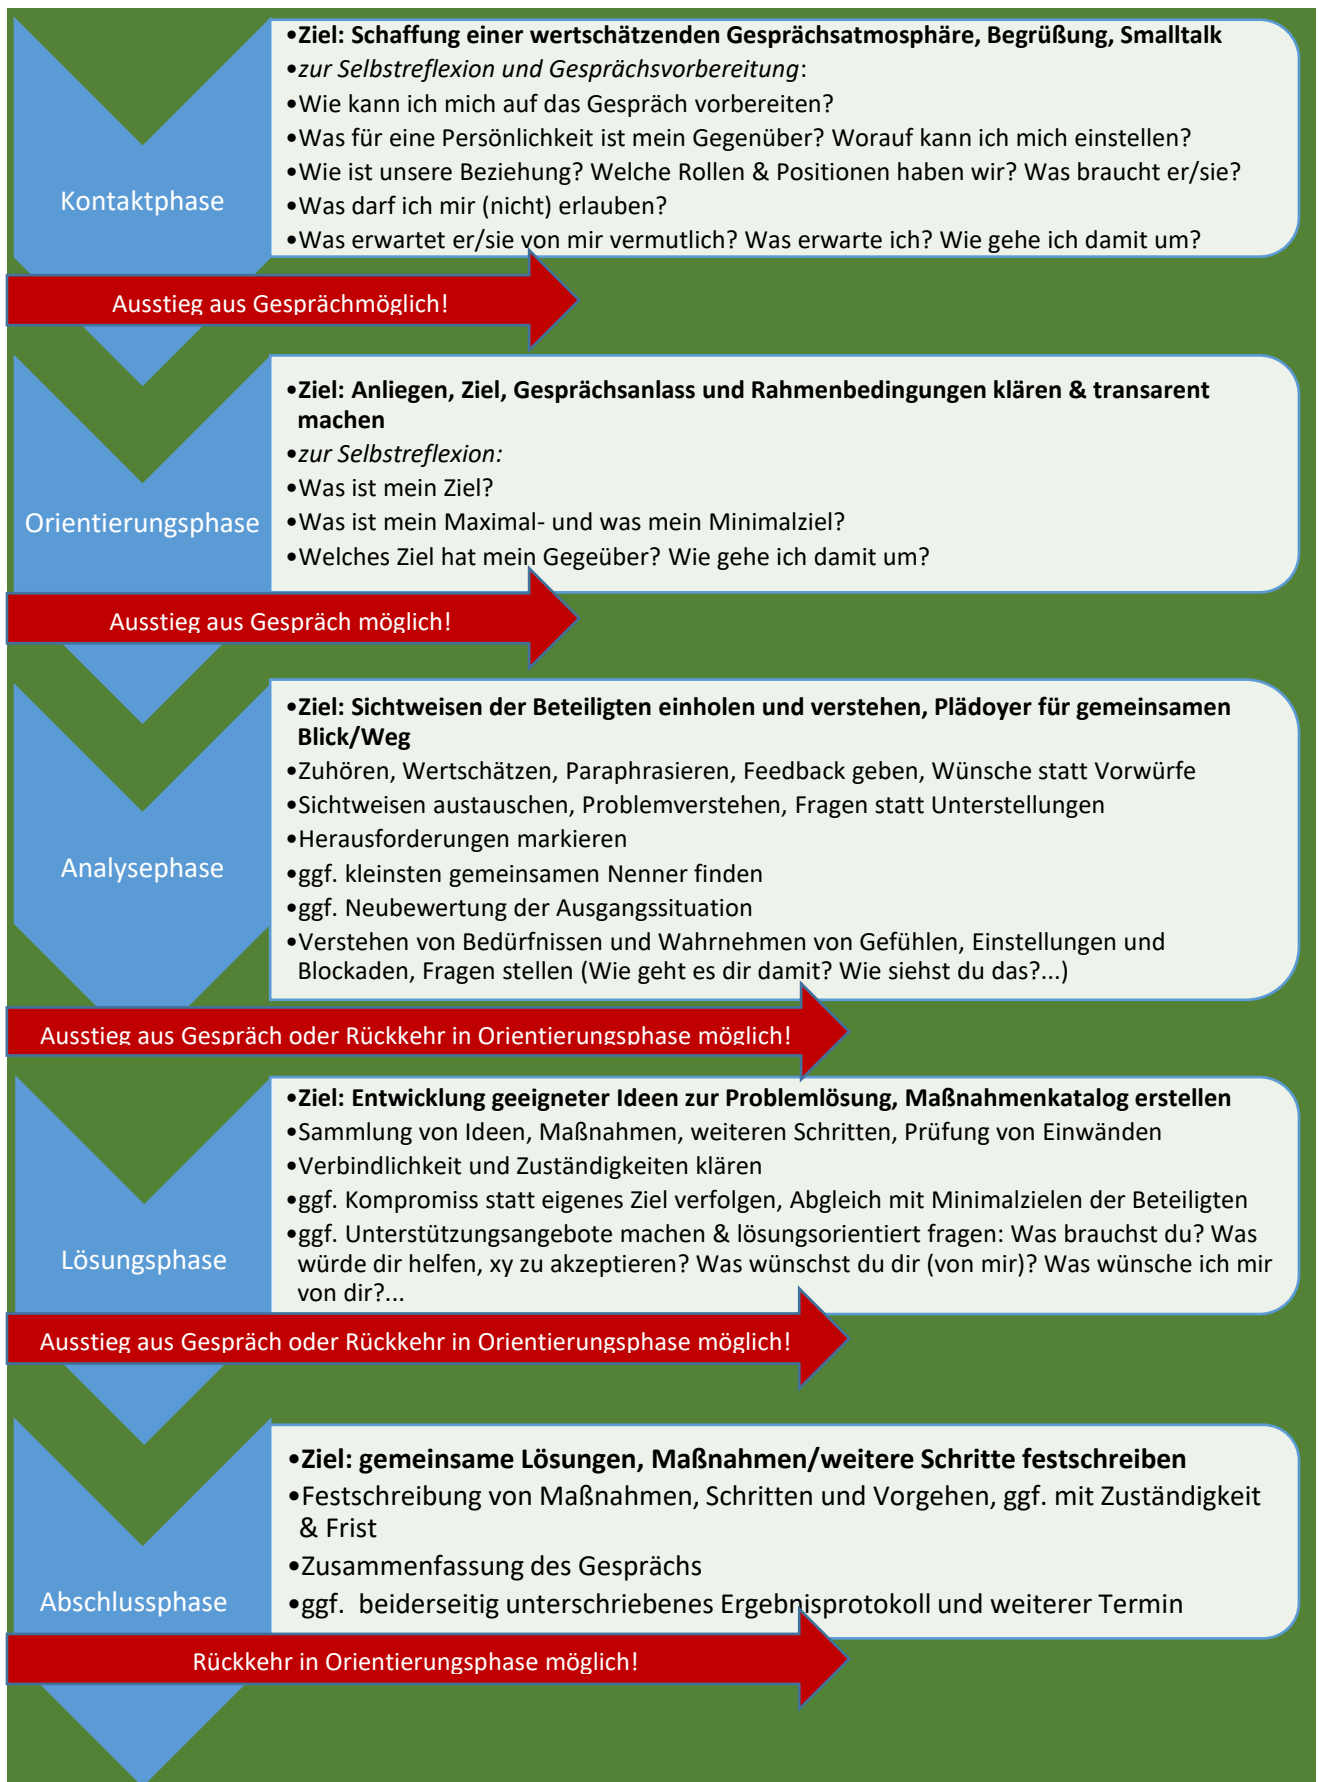 •Ziel: Schaffung einer wertschätzenden Gesprächsatmosphäre, Begrüßung, Smalltalk
•zur Selbstreflexion und Gesprächsvorbereitung:
•Wie kann ich mich auf das Gespräch vorbereiten?
•Was für eine Persönlichkeit ist mein Gegenüber? Worauf kann ich mich einstellen?
•Wie ist unsere Beziehung? Welche Rollen & Positionen haben wir? Was braucht er/sie?
•Was darf ich mir (nicht) erlauben?
•Was erwartet er/sie von mir vermutlich? Was erwarte ich? Wie gehe ich damit um?
Kontaktphase
Ausstieg aus Gesprächmöglich!
•Ziel: Anliegen, Ziel, Gesprächsanlass und Rahmenbedingungen klären & transarent
machen
•zur Selbstreflexion:
•Was ist mein Ziel?
•Was ist mein Maximal- und was mein Minimalziel?
•Welches Ziel hat mein Gegeüber? Wie gehe ich damit um?
Orientierungsphase
Ausstieg aus Gespräch möglich!
•Ziel: Sichtweisen der Beteiligten einholen und verstehen, Plädoyer für gemeinsamen
Blick/Weg
•Zuhören, Wertschätzen, Paraphrasieren, Feedback geben, Wünsche statt Vorwürfe
•Sichtweisen austauschen, Problemverstehen, Fragen statt Unterstellungen
•Herausforderungen markieren
•ggf. kleinsten gemeinsamen Nenner finden
•ggf. Neubewertung der Ausgangssituation
•Verstehen von Bedürfnissen und Wahrnehmen von Gefühlen, Einstellungen und
Blockaden, Fragen stellen (Wie geht es dir damit? Wie siehst du das?...)
Analysephase
Ausstieg aus Gespräch oder Rückkehr in Orientierungsphase möglich!
•Ziel: Entwicklung geeigneter Ideen zur Problemlösung, Maßnahmenkatalog erstellen
•Sammlung von Ideen, Maßnahmen, weiteren Schritten, Prüfung von Einwänden
•Verbindlichkeit und Zuständigkeiten klären
•ggf. Kompromiss statt eigenes Ziel verfolgen, Abgleich mit Minimalzielen der Beteiligten
•ggf. Unterstützungsangebote machen & lösungsorientiert fragen: Was brauchst du? Was
würde dir helfen, xy zu akzeptieren? Was wünschst du dir (von mir)? Was wünsche ich mir
von dir?...
Lösungsphase
Ausstieg aus Gespräch oder Rückkehr in Orientierungsphase möglich!
•Ziel: gemeinsame Lösungen, Maßnahmen/weitere Schritte festschreiben
•Festschreibung von Maßnahmen, Schritten und Vorgehen, ggf. mit Zuständigkeit
& Frist
•Zusammenfassung des Gesprächs
•ggf.  beiderseitig unterschriebenes Ergebnisprotokoll und weiterer Termin
Abschlussphase
Rückkehr in Orientierungsphase möglich!